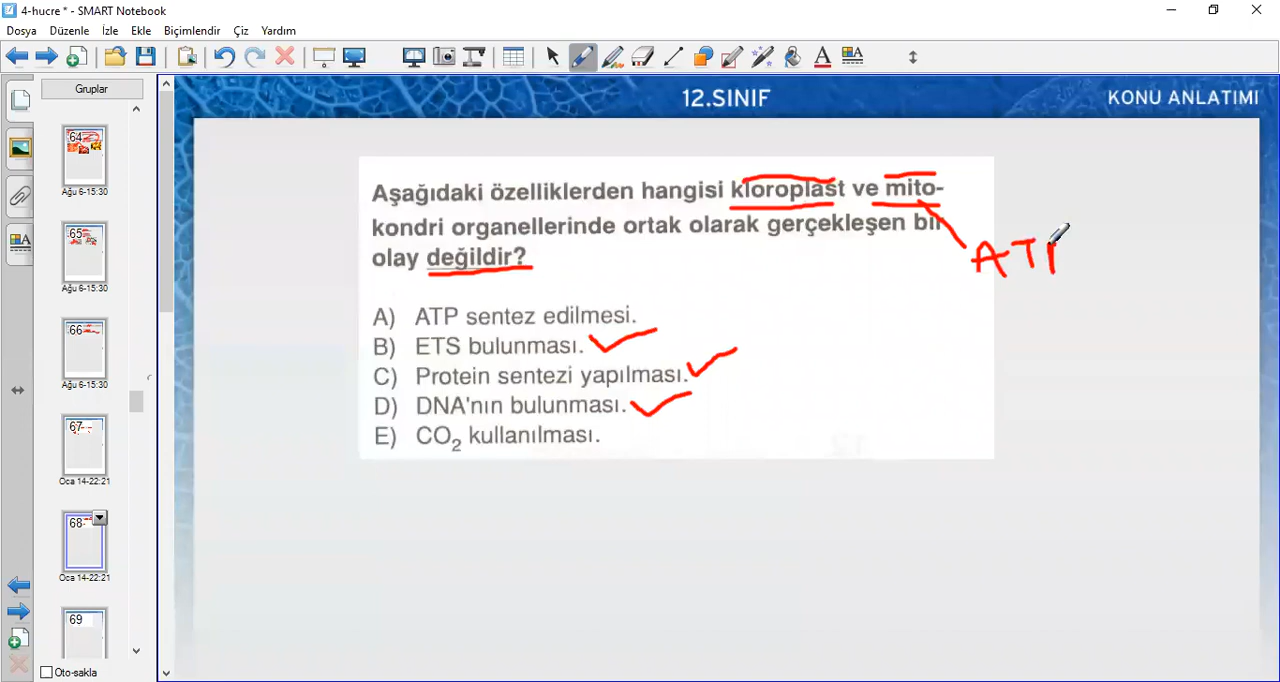 4-hucre * - SMART Notebook
Dosya Düzenle İzle Ekle Biçimlendir Çiz Yardım
Gruplar
12.SINIF
KONU ANLATIMI
64
Ağu 6-15:30
65
Ağu 6-15:30
66
Ağu 6-15:30
67
Oca 14-22:21
68
Oca 14-22:21
69
Oto-sakla
Aşağıdaki özelliklerden hangisi kloroplast ve mito-
kondri organellerinde ortak olarak gerçekleşen bir
olay değildir?
A) ATP sentez edilmesi.
B) ETS bulunması.
C) Protein sentezi yapılması.
D) DNA'nın bulunması.
E) CO₂ kullanılması.